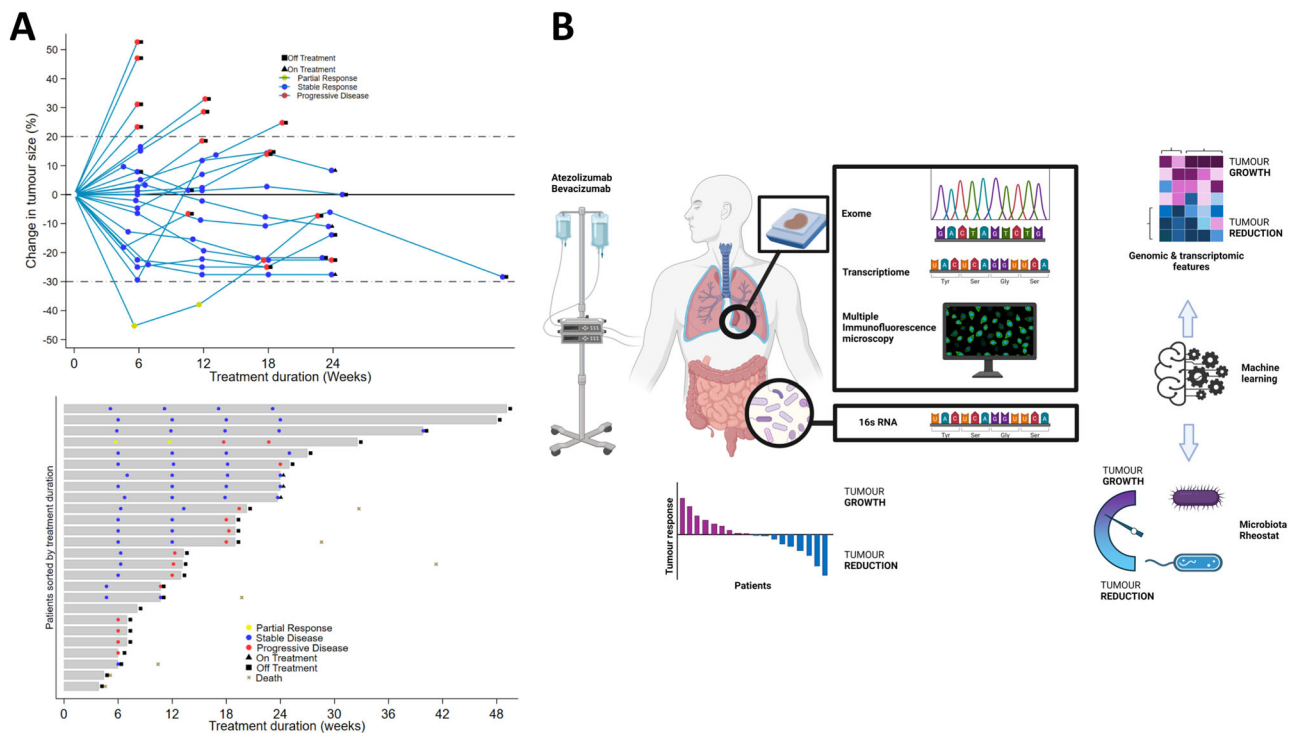 A
50
40
30
20
10
0
-10
-20
-30
-40
-50
Change in tumour size (%)
Off Treatment
On Treatment
Partial Response
Stable Response
Progressive Disease
0 6 12 18 24
Treatment duration (Weeks)
Patients sorted by treatment duration
Partial Response
Stable Disease
Progressive Disease
On Treatment
Off Treatment
Death
0 6 12 18 24 30 36 42 48
Treatment duration (weeks)
B
Atezolizumab
Bevacizumab
Exome
G A C T A G T C T G
Transcriptiome
U A C U C A G G U U G A
Tyr Ser Gly Ser
Multiple
Immunofluorescence
microscopy
16s RNA
U A C U C A G G U U G A
Tyr Ser Gly Ser
Tumour response
Patients
TUMOUR
GROWTH
TUMOUR
REDUCTION
TUMOUR
GROWTH
TUMOUR
REDUCTION
Genomic & transcriptomic
features
Machine
learning
TUMOUR
GROWTH
Microbiota
Rheostat
TUMOUR
REDUCTION